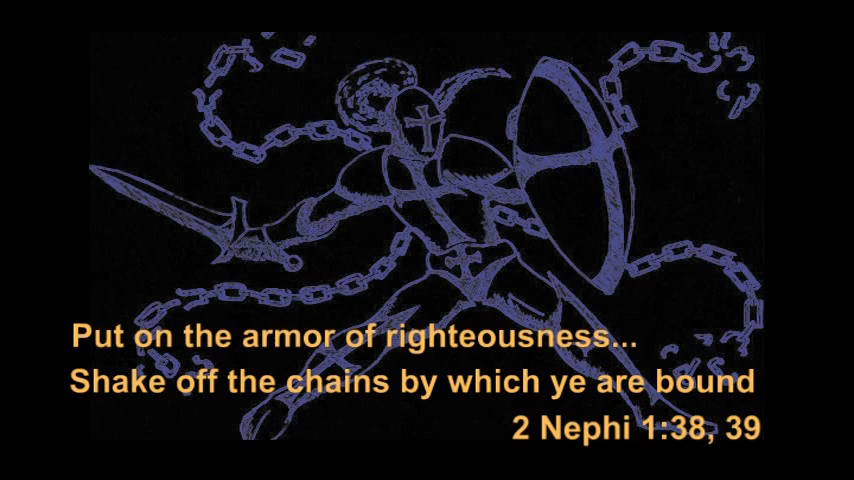 Put on the armor of righteousness...
Shake off the chains by which ye are bound
2 Nephi 1:38, 39